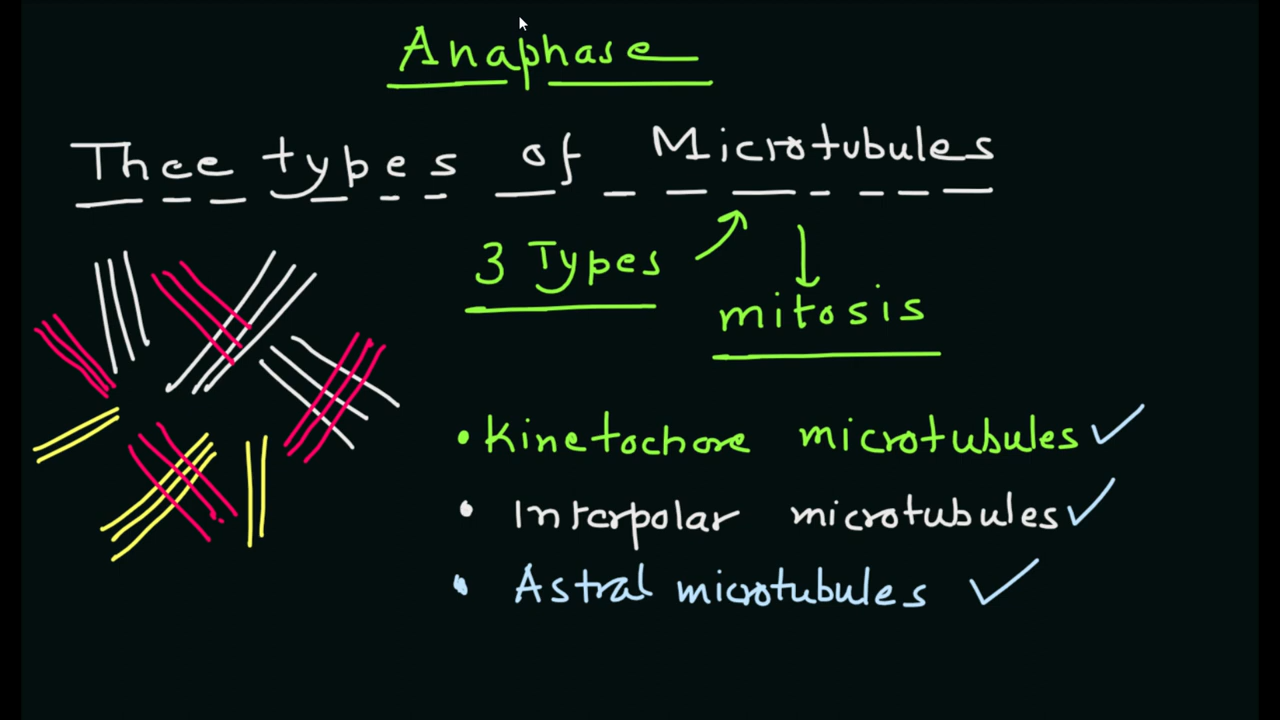 Anaphase
Thee types of Microtubules
3 Types
mitosis
• Kinetochore microtubules ✓
• Interpolar microtubules ✓
• Astral microtubules ✓